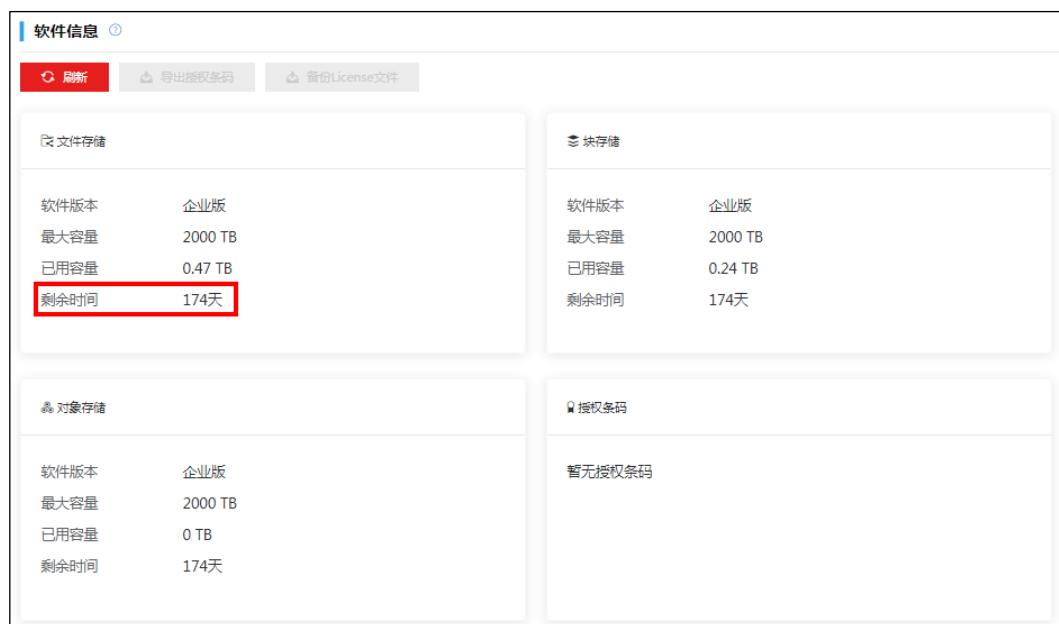 软件信息 ?
刷新 导出授权条码 备份License文件
文件存储
软件版本 企业版
最大容量 2000 TB
已用容量 0.47 TB
剩余时间 174天
块存储
软件版本 企业版
最大容量 2000 TB
已用容量 0.24 TB
剩余时间 174天
对象存储
软件版本 企业版
最大容量 2000 TB
已用容量 0 TB
剩余时间 174天
授权条码
暂无授权条码